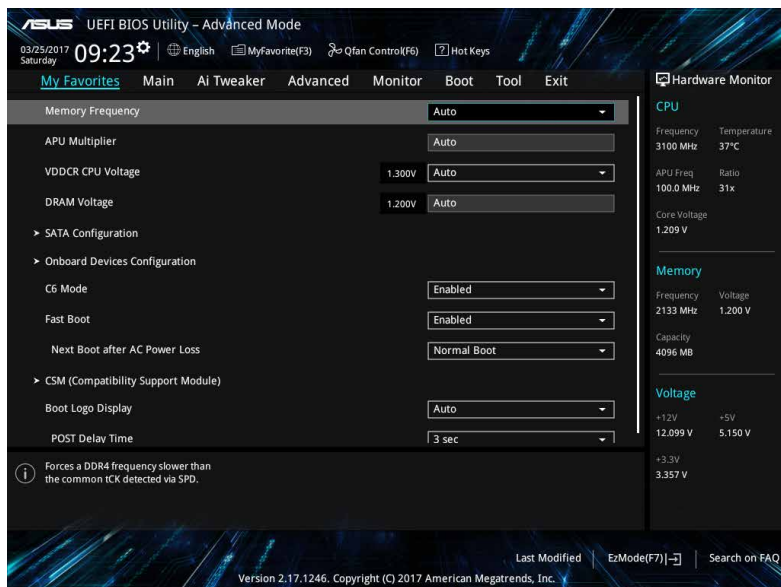 ASUS UEFI BIOS Utility – Advanced Mode
03/25/2017 Saturday 09:23 English MyFavorite(F3) Qfan Control(F6) ? Hot Keys
My Favorites Main Ai Tweaker Advanced Monitor Boot Tool Exit
Hardware Monitor
Memory Frequency Auto
APU Multiplier Auto
VDDCR CPU Voltage 1.300V Auto
DRAM Voltage 1.200V Auto
> SATA Configuration
> Onboard Devices Configuration
C6 Mode Enabled
Fast Boot Enabled
Next Boot after AC Power Loss Normal Boot
> CSM (Compatibility Support Module)
Boot Logo Display Auto
POST Delay Time 3 sec
CPU
Frequency Temperature
3100 MHz 37°C
APU Freq Ratio
100.0 MHz 31x
Core Voltage
1.209 V
Memory
Frequency Voltage
2133 MHz 1.200 V
Capacity
4096 MB
Voltage
+12V +5V
12.099 V 5.150 V
+3.3V
3.357 V
i Forces a DDR4 frequency slower than
the common tCK detected via SPD.
Last Modified EzMode(F7) Search on FAQ
Version 2.17.1246. Copyright (C) 2017 American Megatrends, Inc.